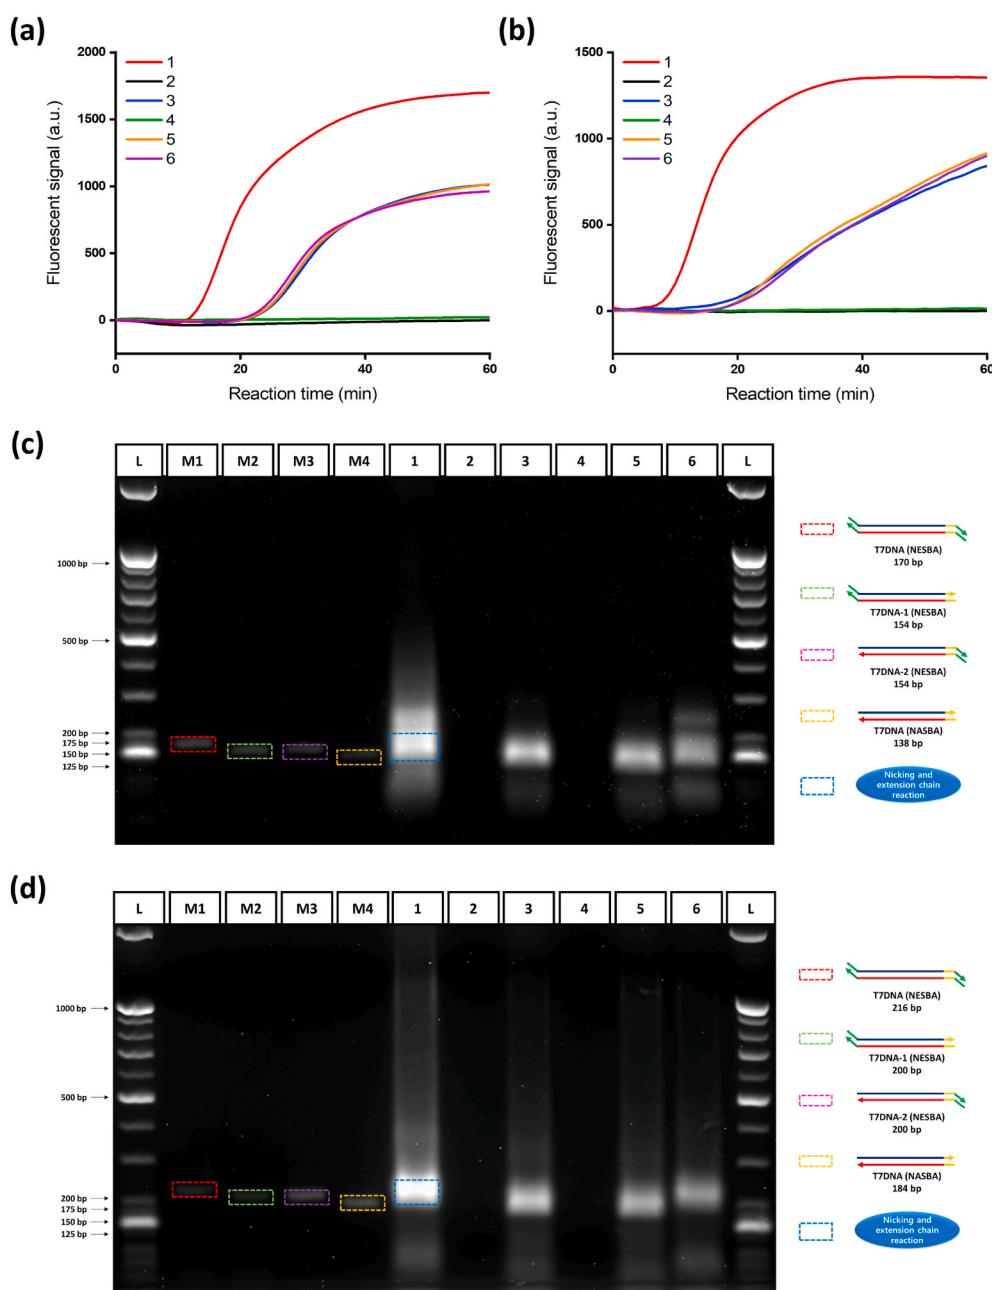 (a)
2000
1500
1000
500
0
0
20
40
60
Fluorescent signal (a.u.)
Reaction time (min)
1
2
3
4
5
6
(b)
1500
1000
500
0
0
20
40
60
Fluorescent signal (a.u.)
Reaction time (min)
1
2
3
4
5
6
(c)
L M1 M2 M3 M4 1 2 3 4 5 6 L
1000 bp
500 bp
200 bp
175 bp
150 bp
125 bp
T7DNA (NESBA)
170 bp
T7DNA-1 (NESBA)
154 bp
T7DNA-2 (NESBA)
154 bp
T7DNA (NASBA)
138 bp
Nicking and
extension chain
reaction
(d)
L M1 M2 M3 M4 1 2 3 4 5 6 L
1000 bp
500 bp
200 bp
175 bp
150 bp
125 bp
T7DNA (NESBA)
216 bp
T7DNA-1 (NESBA)
200 bp
T7DNA-2 (NESBA)
200 bp
T7DNA (NASBA)
184 bp
Nicking and
extension chain
reaction